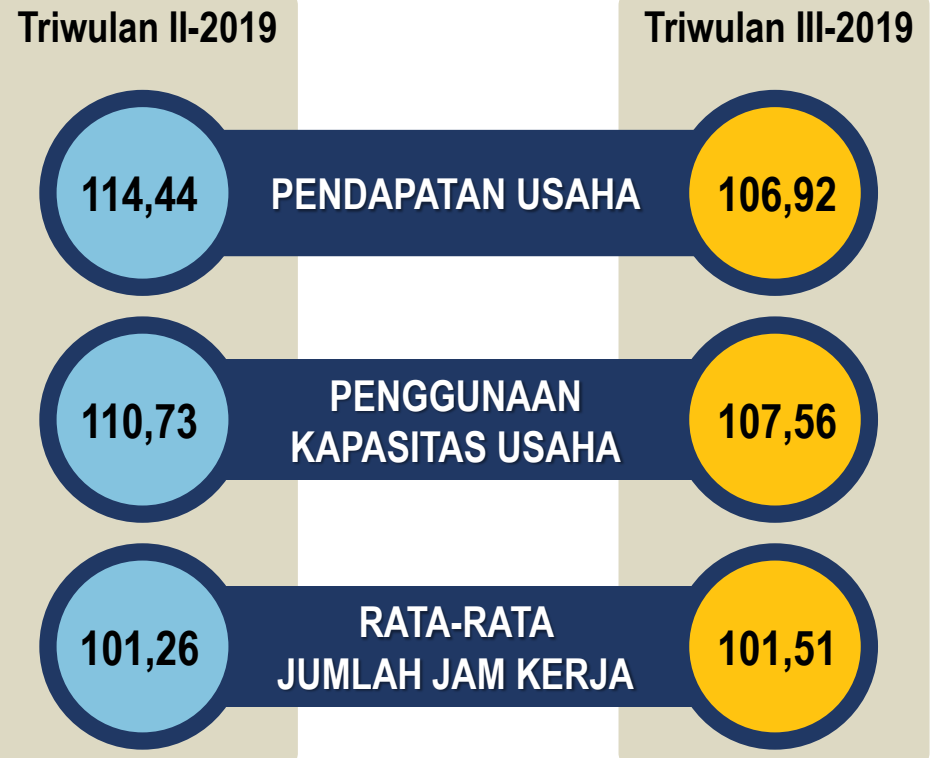 Triwulan II-2019
Triwulan III-2019
114,44
PENDAPATAN USAHA
106,92
110,73
PENGGUNAAN
KAPASITAS USAHA
107,56
101,26
RATA-RATA
JUMLAH JAM KERJA
101,51